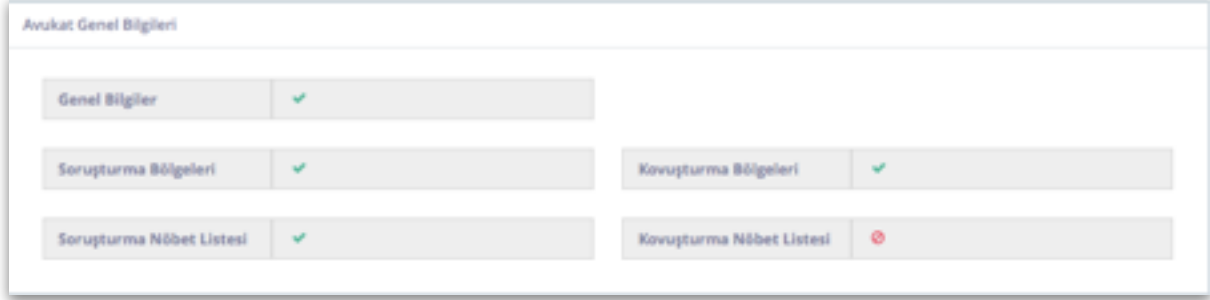 Avukat Genel Bilgileri
Genel Bilgiler
Soruşturma Bölgeleri
Kovuşturma Bölgeleri
Soruşturma Nöbet Listesi
Kovuşturma Nöbet Listesi